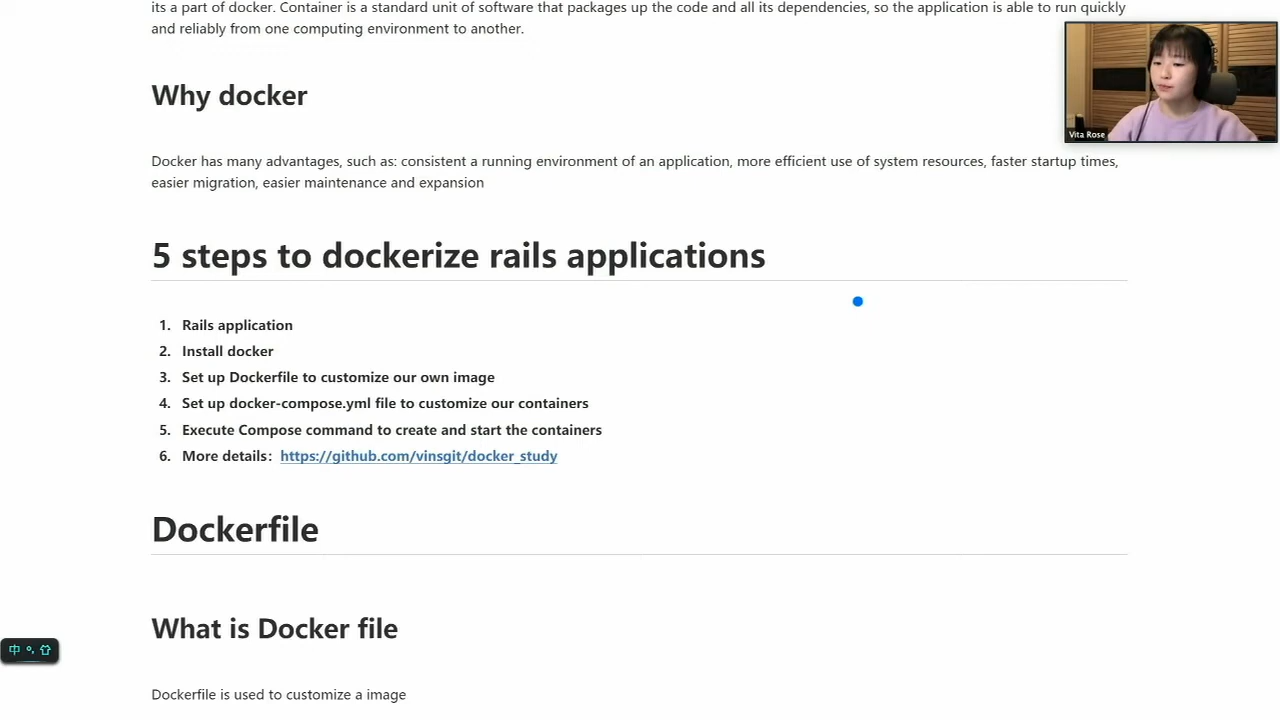 its a part of docker. Container is a standard unit of software that packages up the code and all its dependencies, so the application is able to run quickly
and reliably from one computing environment to another.
Vita Rose
Why docker
Docker has many advantages, such as: consistent a running environment of an application, more efficient use of system resources, faster startup times,
easier migration, easier maintenance and expansion
5 steps to dockerize rails applications
1. Rails application
2. Install docker
3. Set up Dockerfile to customize our own image
4. Set up docker-compose.yml file to customize our containers
5. Execute Compose command to create and start the containers
6. More details：https://github.com/vinsgit/docker_study
Dockerfile
What is Docker file
中
Dockerfile is used to customize a image